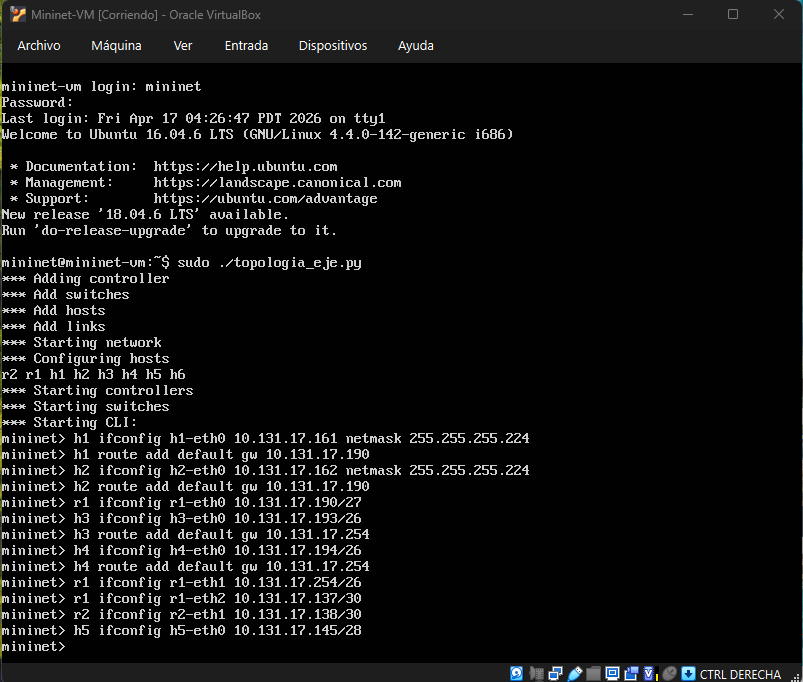 Mininet-VM [Corriendo] - Oracle VirtualBox
Archivo Máquina Ver Entrada Dispositivos Ayuda
mininet-vm login: mininet
Password:
Last login: Fri Apr 17 04:26:47 PDT 2026 on tty1
Welcome to Ubuntu 16.04.6 LTS (GNU/Linux 4.4.0-142-generic i686)
* Documentation:  https://help.ubuntu.com
* Management:     https://landscape.canonical.com
* Support:        https://ubuntu.com/advantage
New release '18.04.6 LTS' available.
Run 'do-release-upgrade' to upgrade to it.
mininet@mininet-vm:~$ sudo ./topologia_eje.py
*** Adding controller
*** Add switches
*** Add hosts
*** Add links
*** Starting network
*** Configuring hosts
r2 r1 h1 h2 h3 h4 h5 h6
*** Starting controllers
*** Starting switches
*** Starting CLI:
mininet> h1 ifconfig h1-eth0 10.131.17.161 netmask 255.255.255.224
mininet> h1 route add default gw 10.131.17.190
mininet> h2 ifconfig h2-eth0 10.131.17.162 netmask 255.255.255.224
mininet> h2 route add default gw 10.131.17.190
mininet> r1 ifconfig r1-eth0 10.131.17.190/27
mininet> h3 ifconfig h3-eth0 10.131.17.193/26
mininet> h3 route add default gw 10.131.17.254
mininet> h4 ifconfig h4-eth0 10.131.17.194/26
mininet> h4 route add default gw 10.131.17.254
mininet> r1 ifconfig r1-eth1 10.131.17.254/26
mininet> r1 ifconfig r1-eth2 10.131.17.137/30
mininet> r2 ifconfig r2-eth1 10.131.17.138/30
mininet> h5 ifconfig h5-eth0 10.131.17.145/28
mininet>
CTRL DERECHA